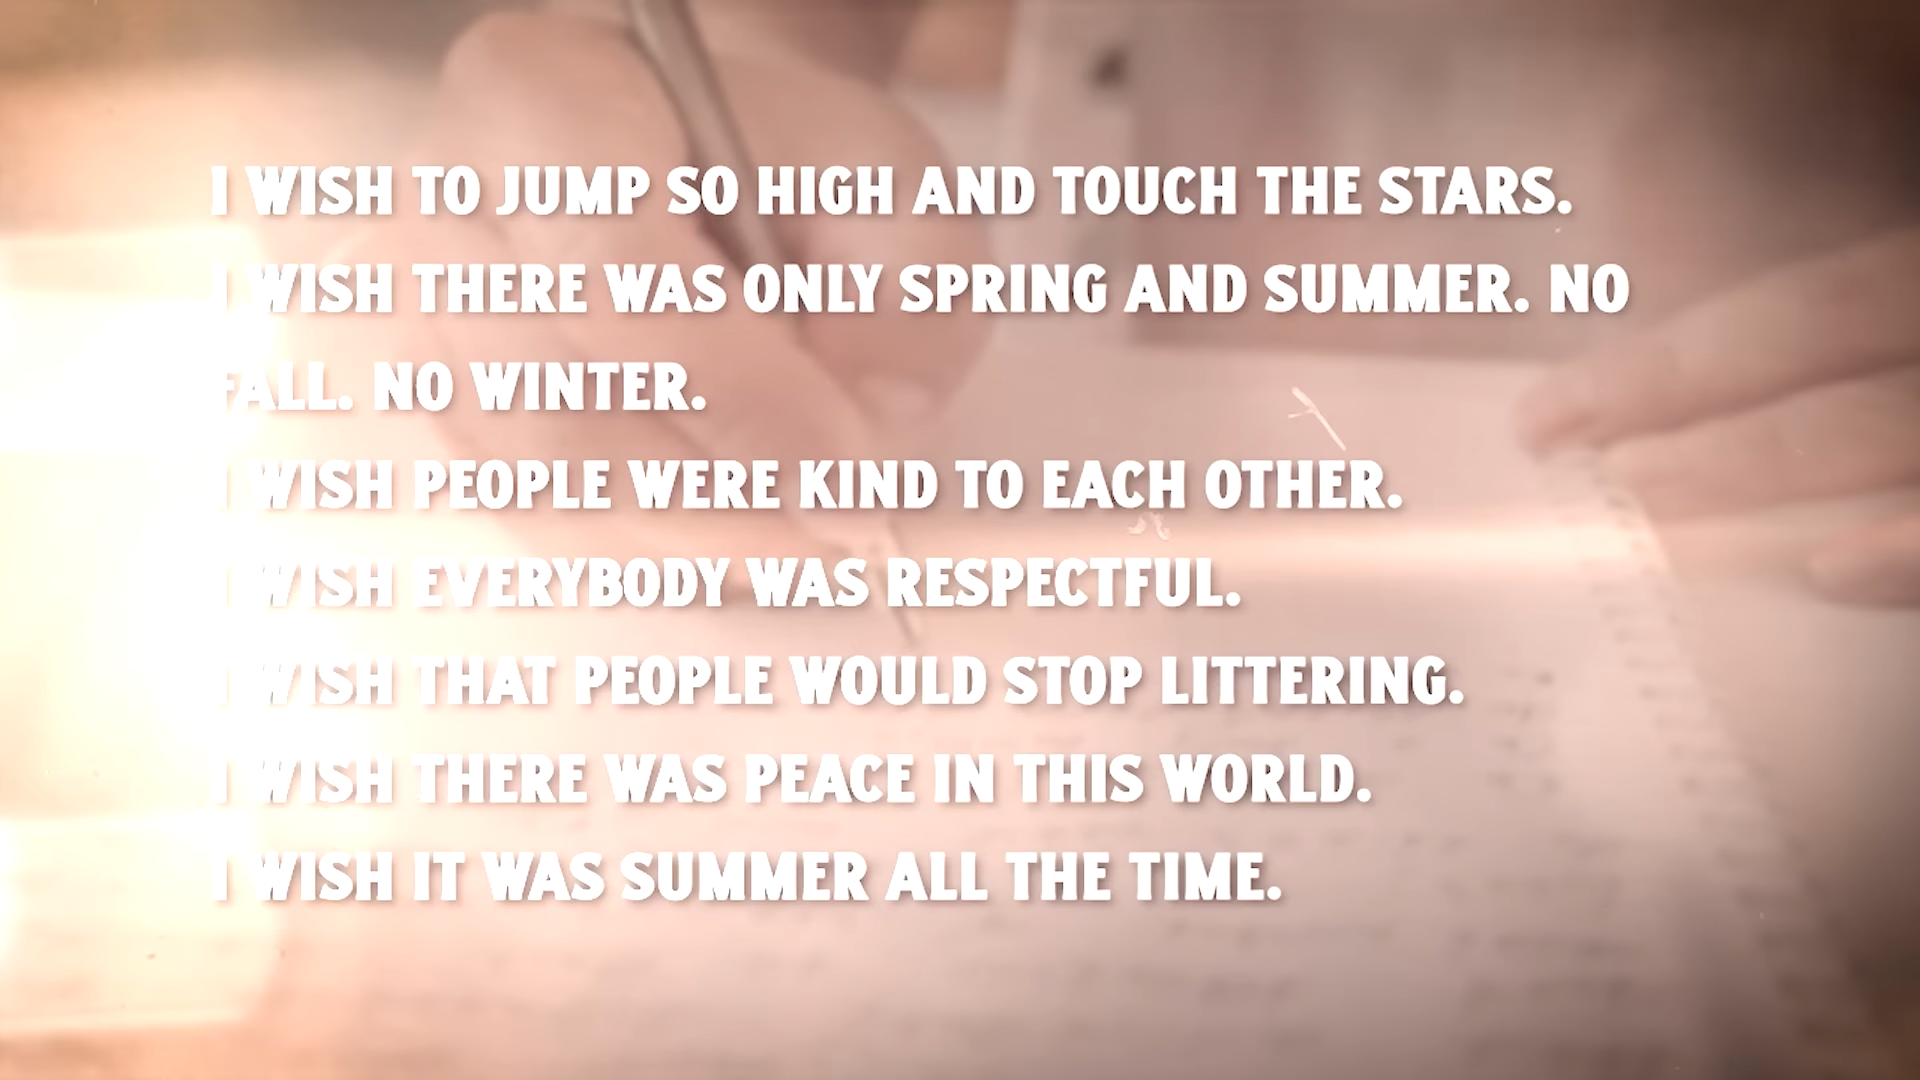 I WISH TO JUMP SO HIGH AND TOUCH THE STARS.
I WISH THERE WAS ONLY SPRING AND SUMMER. NO
FALL. NO WINTER.
I WISH PEOPLE WERE KIND TO EACH OTHER.
I WISH EVERYBODY WAS RESPECTFUL.
I WISH THAT PEOPLE WOULD STOP LITTERING.
I WISH THERE WAS PEACE IN THIS WORLD.
I WISH IT WAS SUMMER ALL THE TIME.